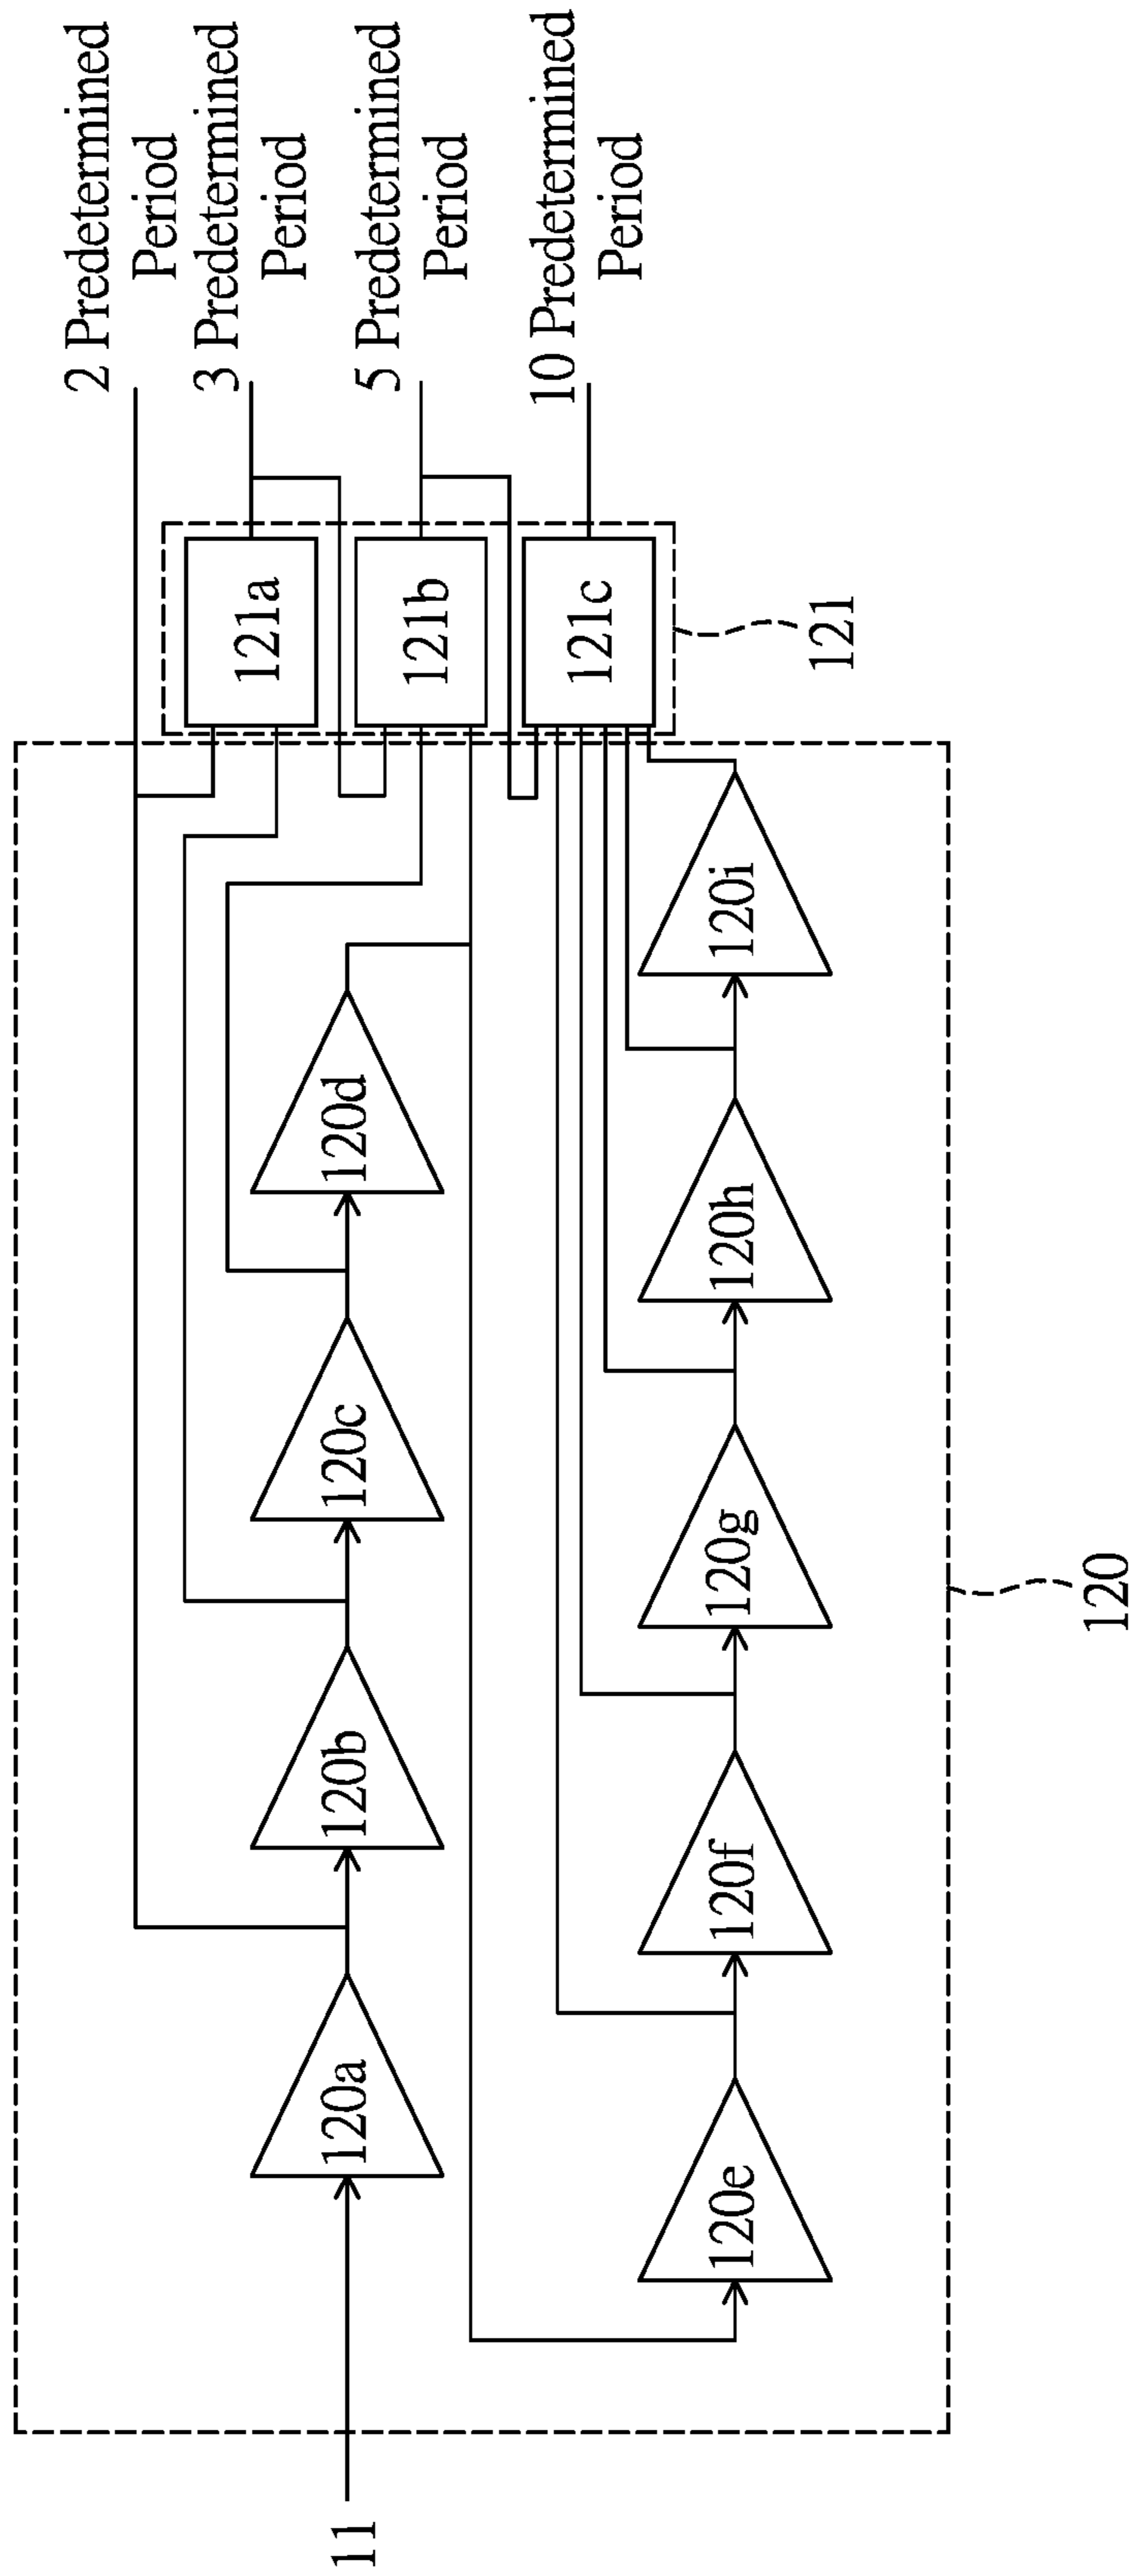 2 Predetermined
Period
3 Predetermined
Period
5 Predetermined
Period
10 Predetermined
Period
121a
121b
121c
121
120a
120b
120c
120d
120e
120f
120g
120h
120i
120
11